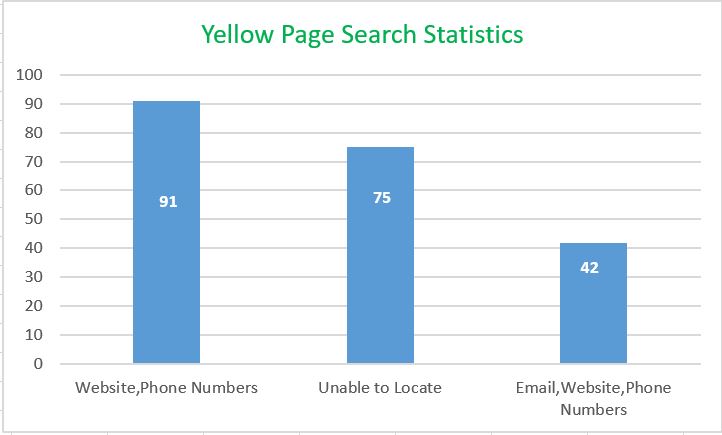 Yellow Page Search Statistics
100
90
80
70
60
50
40
30
20
10
0
91
75
42
Website,Phone Numbers
Unable to Locate
Email,Website,Phone
Numbers